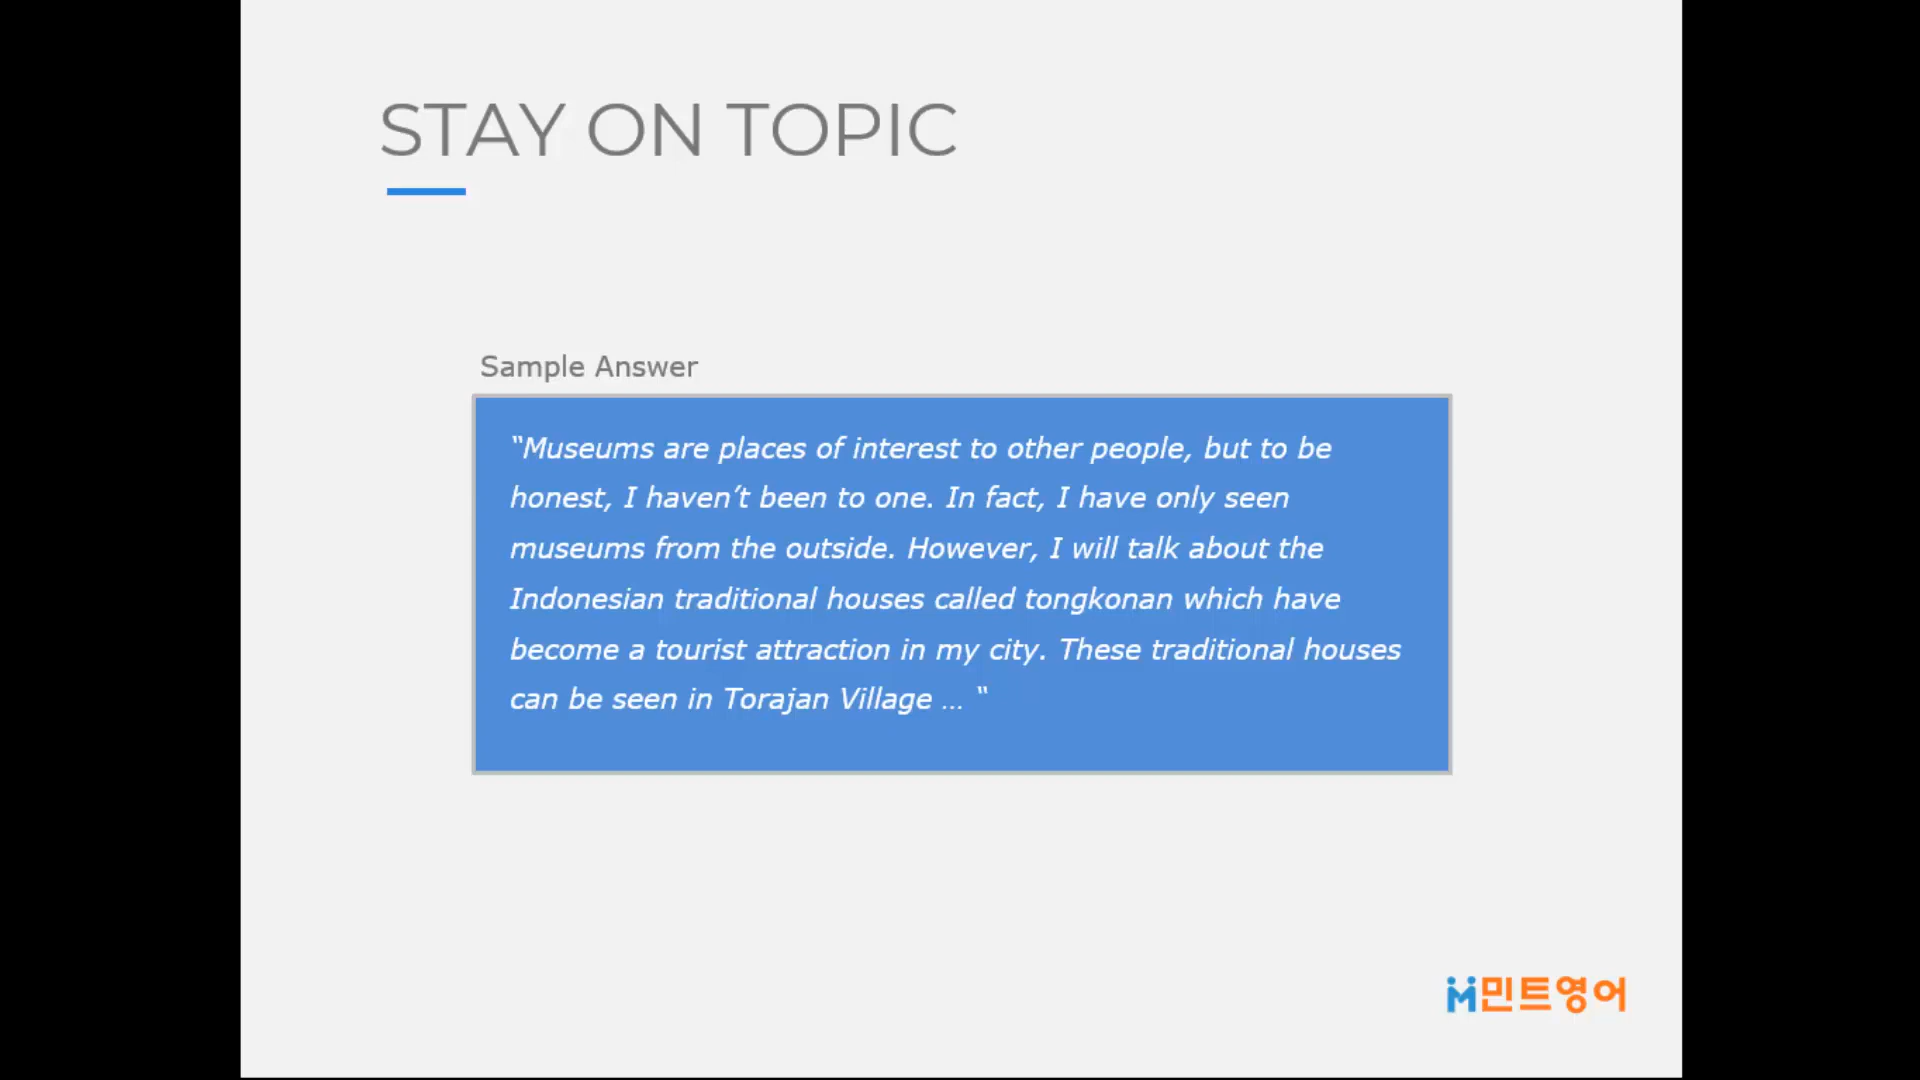 STAY ON TOPIC
Sample Answer
“Museums are places of interest to other people, but to be
honest, I haven’t been to one. In fact, I have only seen
museums from the outside. However, I will talk about the
Indonesian traditional houses called tongkonan which have
become a tourist attraction in my city. These traditional houses
can be seen in Torajan Village … “
민트영어